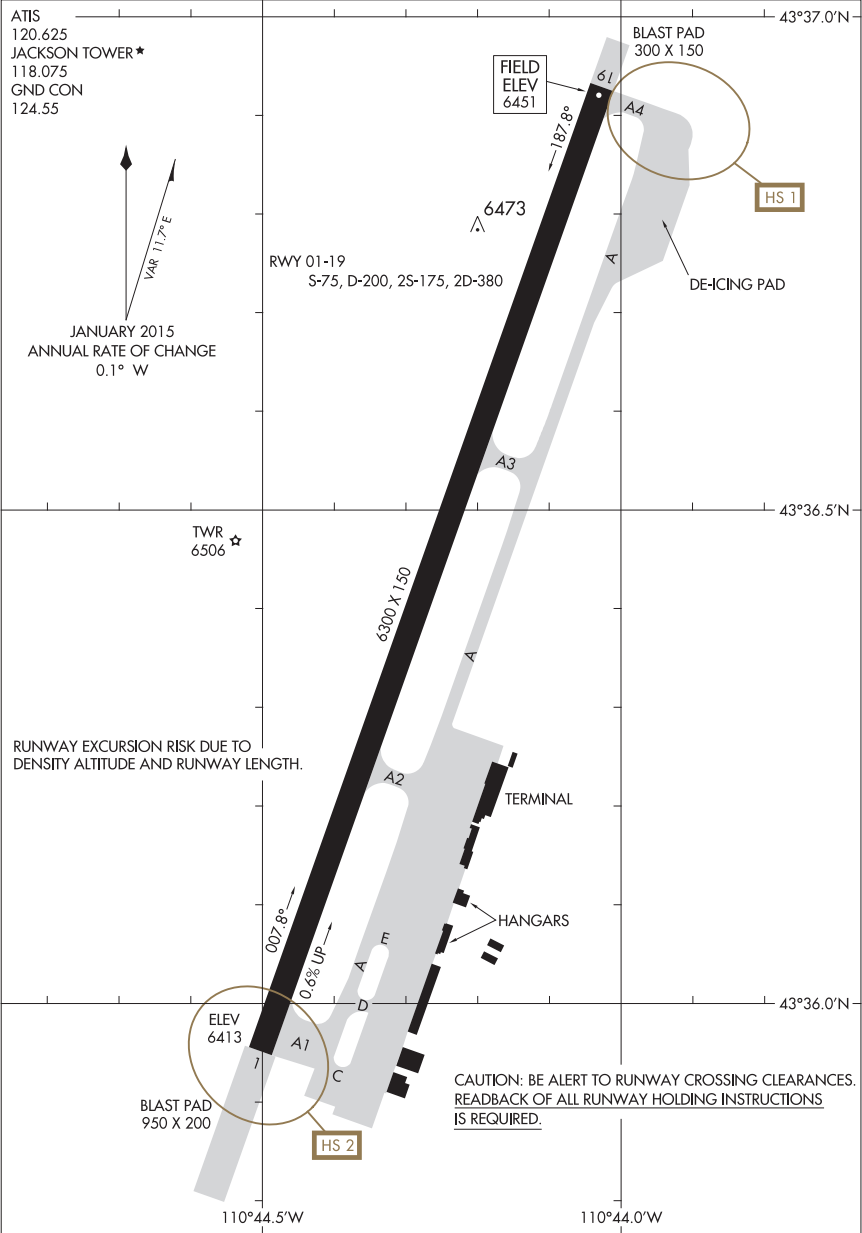 ATIS
120.625
JACKSON TOWER★
118.075
GND CON
124.55
43°37.0'N
BLAST PAD
300 X 150
FIELD
ELEV
6451
19
A4
187.8°
HS 1
6473
VAR 11.7° E
RWY 01-19
S-75, D-200, 2S-175, 2D-380
A
DE-ICING PAD
JANUARY 2015
ANNUAL RATE OF CHANGE
0.1° W
A3
43°36.5'N
TWR
6506
6300 X 150
A
RUNWAY EXCURSION RISK DUE TO
DENSITY ALTITUDE AND RUNWAY LENGTH.
A2
TERMINAL
007.8°
0.6% UP
HANGARS
E
A
D
43°36.0'N
ELEV
6413
A1
1
C
BLAST PAD
950 X 200
HS 2
CAUTION: BE ALERT TO RUNWAY CROSSING CLEARANCES.
READBACK OF ALL RUNWAY HOLDING INSTRUCTIONS
IS REQUIRED.
110°44.5'W
110°44.0'W